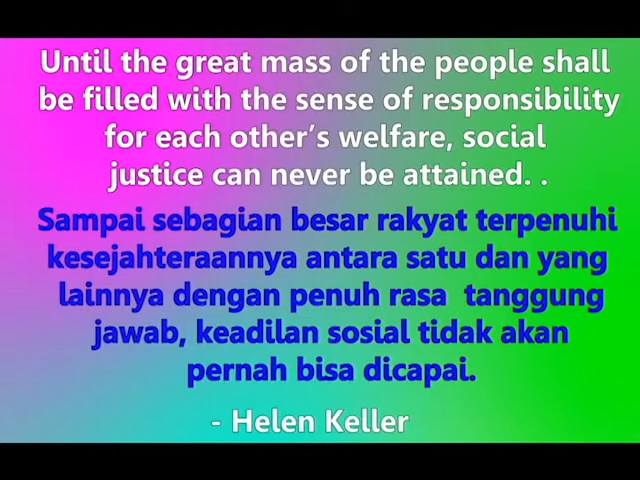 Until the great mass of the people shall
be filled with the sense of responsibility
for each other’s welfare, social
justice can never be attained. .
Sampai sebagian besar rakyat terpenuhi
kesejahteraannya antara satu dan yang
lainnya dengan penuh rasa tanggung
jawab, keadilan sosial tidak akan
pernah bisa dicapai.
- Helen Keller